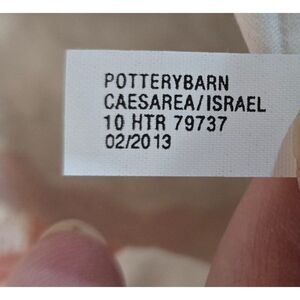 POTTERYBARN
CAESAREA/ISRAEL
10 HTR 79737
02/2013